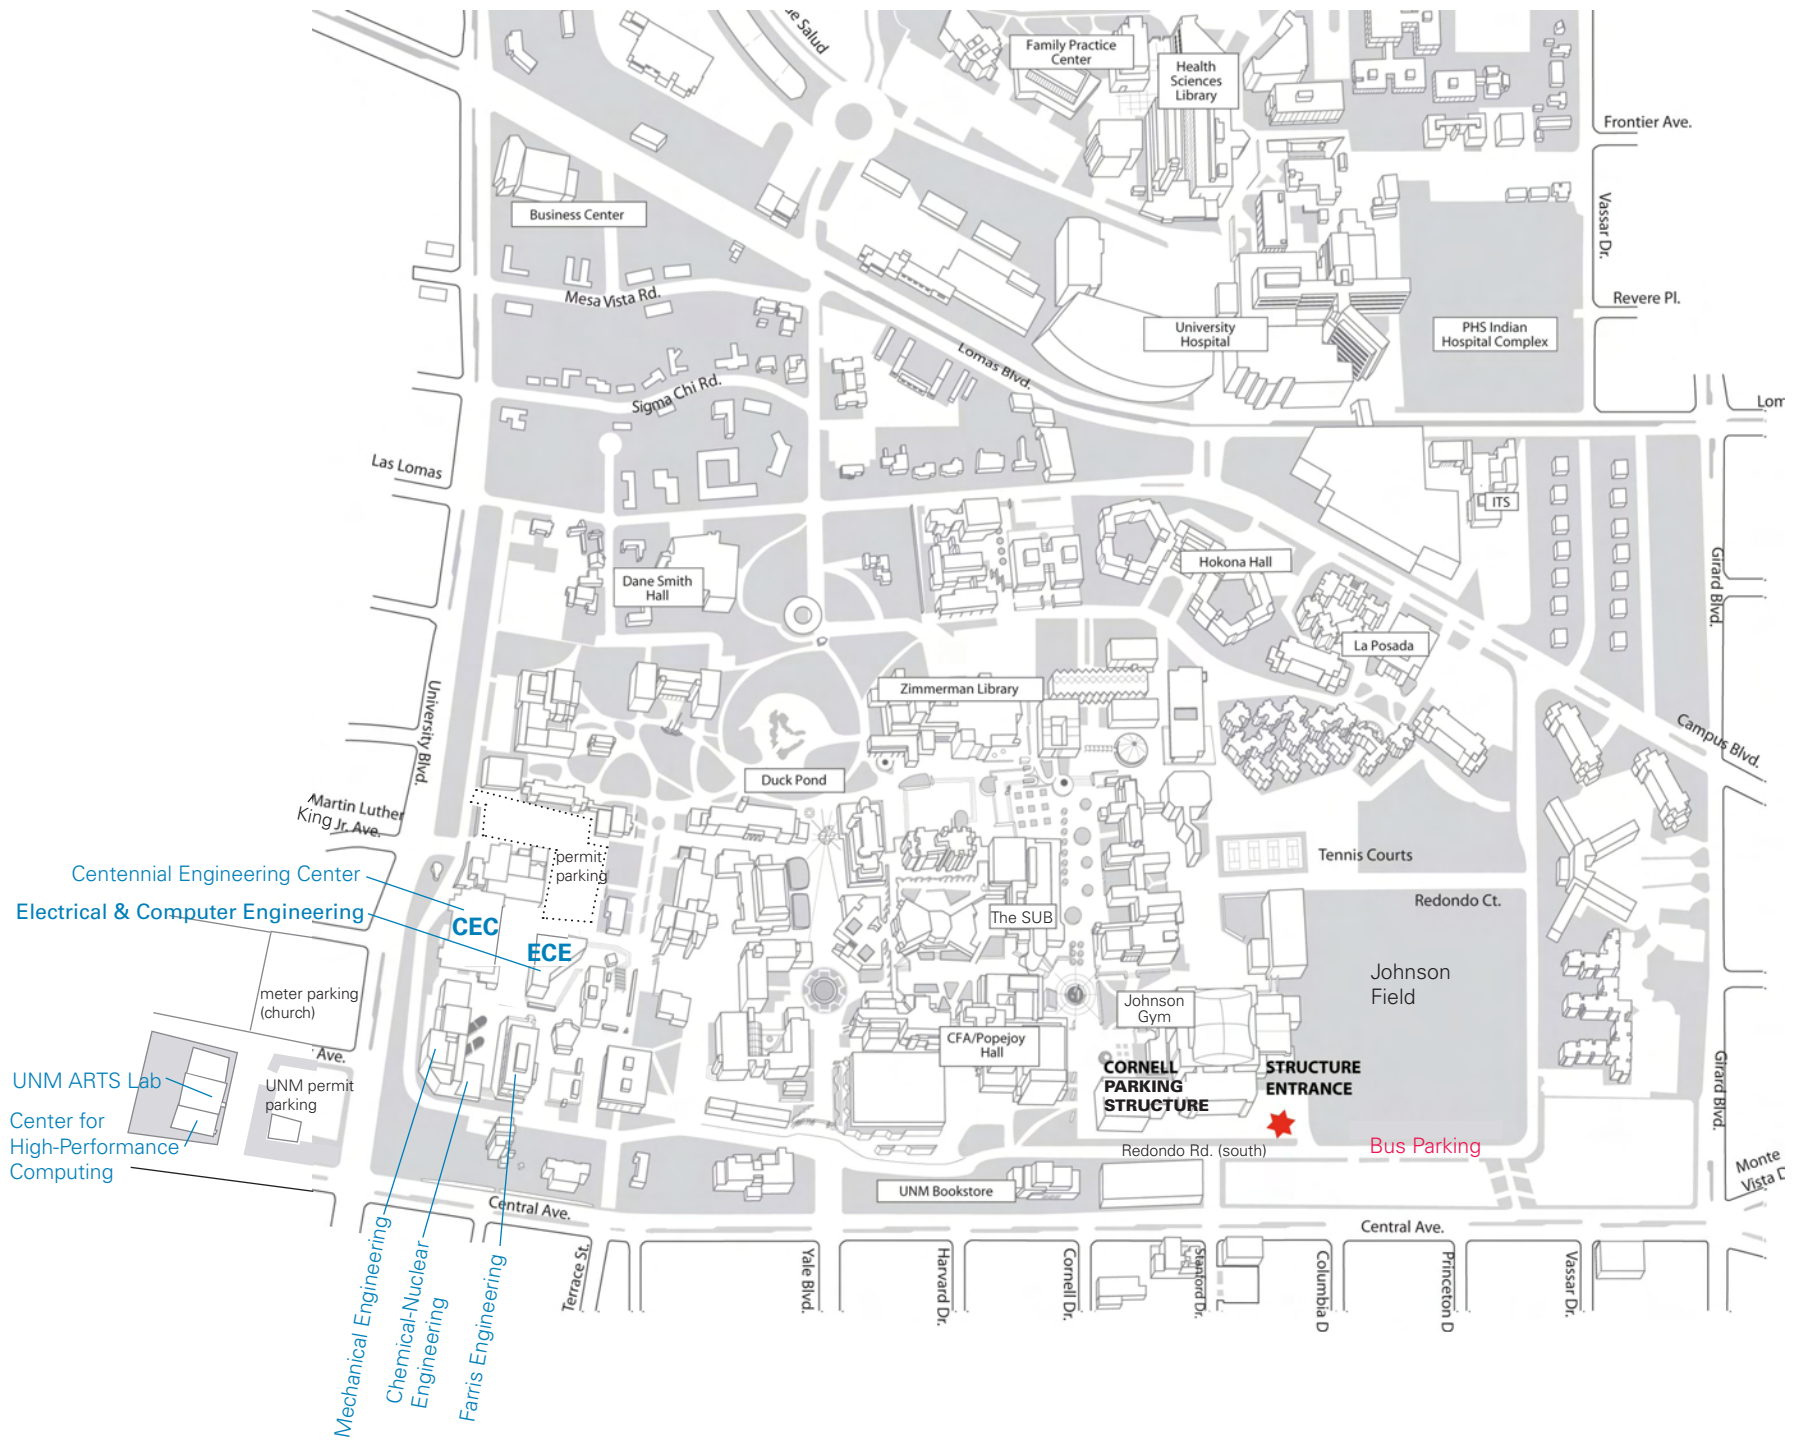 de Salud
Family Practice
Center
Health
Sciences
Library
Frontier Ave.
Vassar Dr.
Business Center
Mesa Vista Rd.
Revere Pl.
University
Hospital
PHS Indian
Hospital Complex
Lomas Blvd.
Sigma Chi Rd.
Lom
Las Lomas
ITS
Girard Blvd.
Hokona Hall
Dane Smith
Hall
La Posada
Zimmerman Library
University Blvd.
Campus Blvd.
Duck Pond
Martin Luther
King Jr. Ave.
permit
parking
Tennis Courts
Centennial Engineering Center
Electrical & Computer Engineering
CEC
ECE
The SUB
Redondo Ct.
Johnson
Field
meter parking
(church)
Johnson
Gym
CFA/Popejoy
Hall
Ave.
UNM ARTS Lab
UNM permit
parking
CORNELL
PARKING
STRUCTURE
STRUCTURE
ENTRANCE
Girard Blvd.
Center for
High-Performance
Computing
Redondo Rd. (south)
Bus Parking
Monte
Vista D
UNM Bookstore
Central Ave.
Central Ave.
Mechanical Engineering
Chemical-Nuclear
Engineering
Farris Engineering
Terrace St.
Yale Blvd.
Harvard Dr.
Cornell Dr.
Stanford Dr.
Columbia D
Princeton D
Vassar Dr.